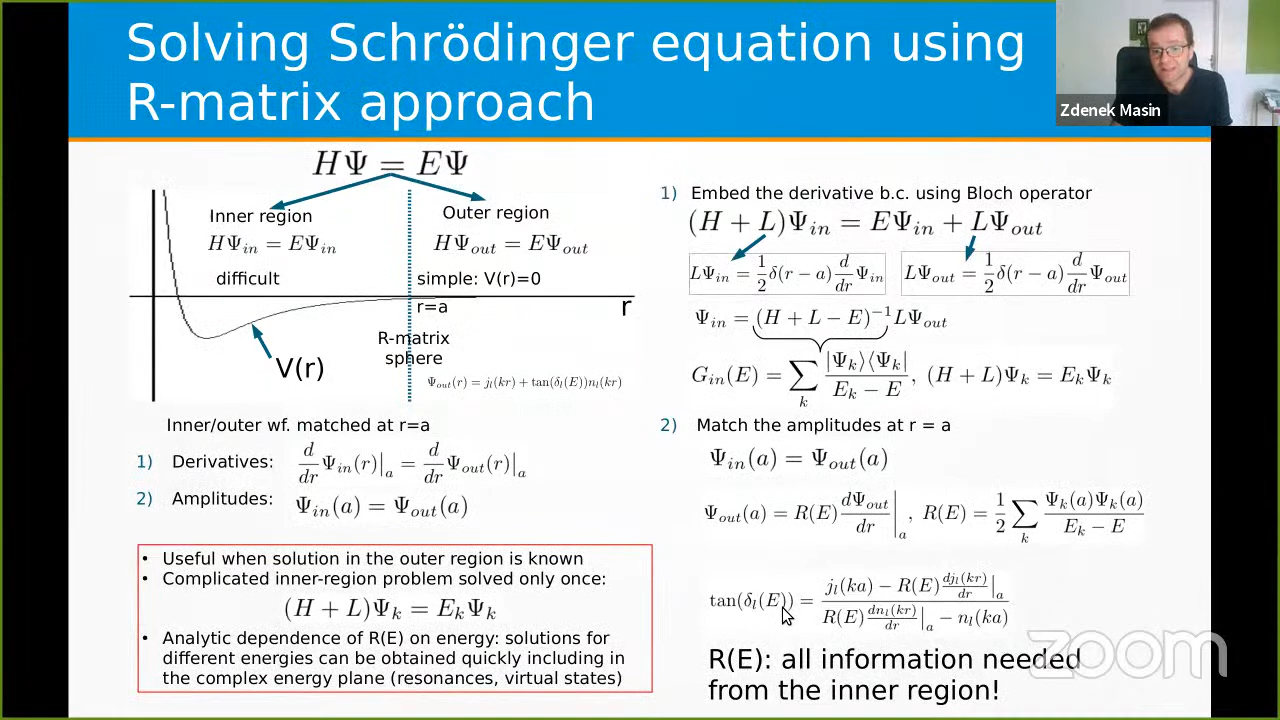 Solving Schrödinger equation using
R-matrix approach
Zdenek Masin
HΨ = EΨ
Inner region
HΨ_in = EΨ_in
difficult
Outer region
HΨ_out = EΨ_out
simple: V(r)=0
r=a
r
R-matrix
sphere
V(r)
Ψ_out(r) = j_l(kr) + tan(δ_l(E))n_l(kr)
Inner/outer wf. matched at r=a
1) Derivatives: d/dr Ψ_in(r)|_a = d/dr Ψ_out(r)|_a
2) Amplitudes: Ψ_in(a) = Ψ_out(a)
• Useful when solution in the outer region is known
• Complicated inner-region problem solved only once:
(H + L)Ψ_k = E_kΨ_k
• Analytic dependence of R(E) on energy: solutions for
different energies can be obtained quickly including in
the complex energy plane (resonances, virtual states)
1) Embed the derivative b.c. using Bloch operator
(H + L)Ψ_in = EΨ_in + LΨ_out
LΨ_in = 1/2 δ(r − a) d/dr Ψ_in
LΨ_out = 1/2 δ(r − a) d/dr Ψ_out
Ψ_in = (H + L − E)^−1 LΨ_out
G_in(E) = ∑_k |Ψ_k⟩⟨Ψ_k| / E_k − E, (H + L)Ψ_k = E_kΨ_k
2) Match the amplitudes at r = a
Ψ_in(a) = Ψ_out(a)
Ψ_out(a) = R(E) dΨ_out/dr |_a, R(E) = 1/2 ∑_k Ψ_k(a)Ψ_k(a) / E_k − E
tan(δ_l(E)) = j_l(ka) − R(E) dj_l(kr)/dr |_a / R(E) dn_l(kr)/dr |_a − n_l(ka)
R(E): all information needed
from the inner region!
zoom